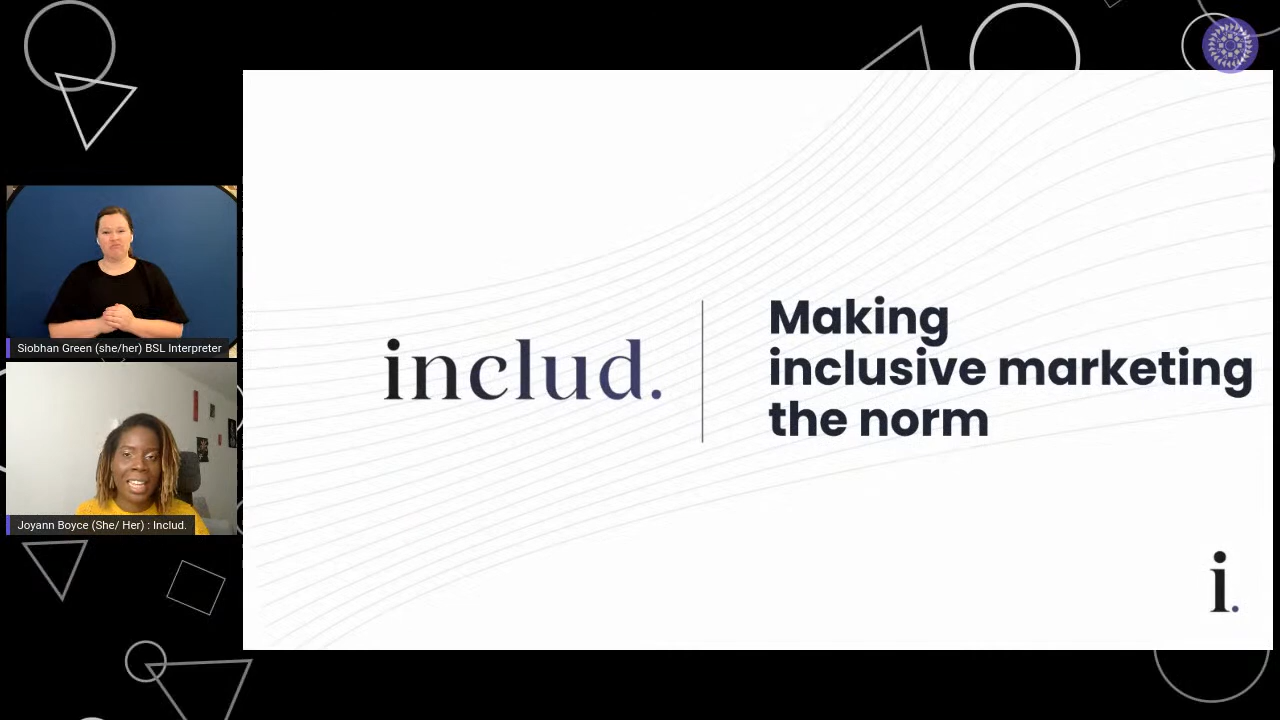 Siobhan Green (she/her) BSL Interpreter
Joyann Boyce (She/ Her) : Includ.
includ.
Making
inclusive marketing
the norm
i.